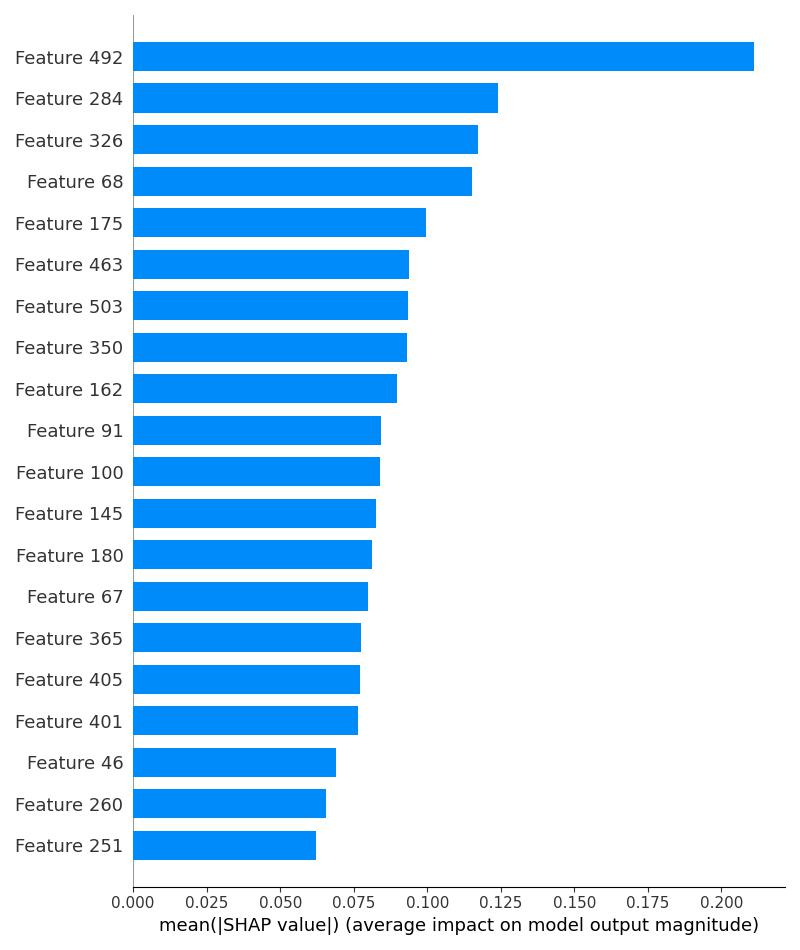 Feature 492
Feature 284
Feature 326
Feature 68
Feature 175
Feature 463
Feature 503
Feature 350
Feature 162
Feature 91
Feature 100
Feature 145
Feature 180
Feature 67
Feature 365
Feature 405
Feature 401
Feature 46
Feature 260
Feature 251
0.000 0.025 0.050 0.075 0.100 0.125 0.150 0.175 0.200
mean(|SHAP value|) (average impact on model output magnitude)